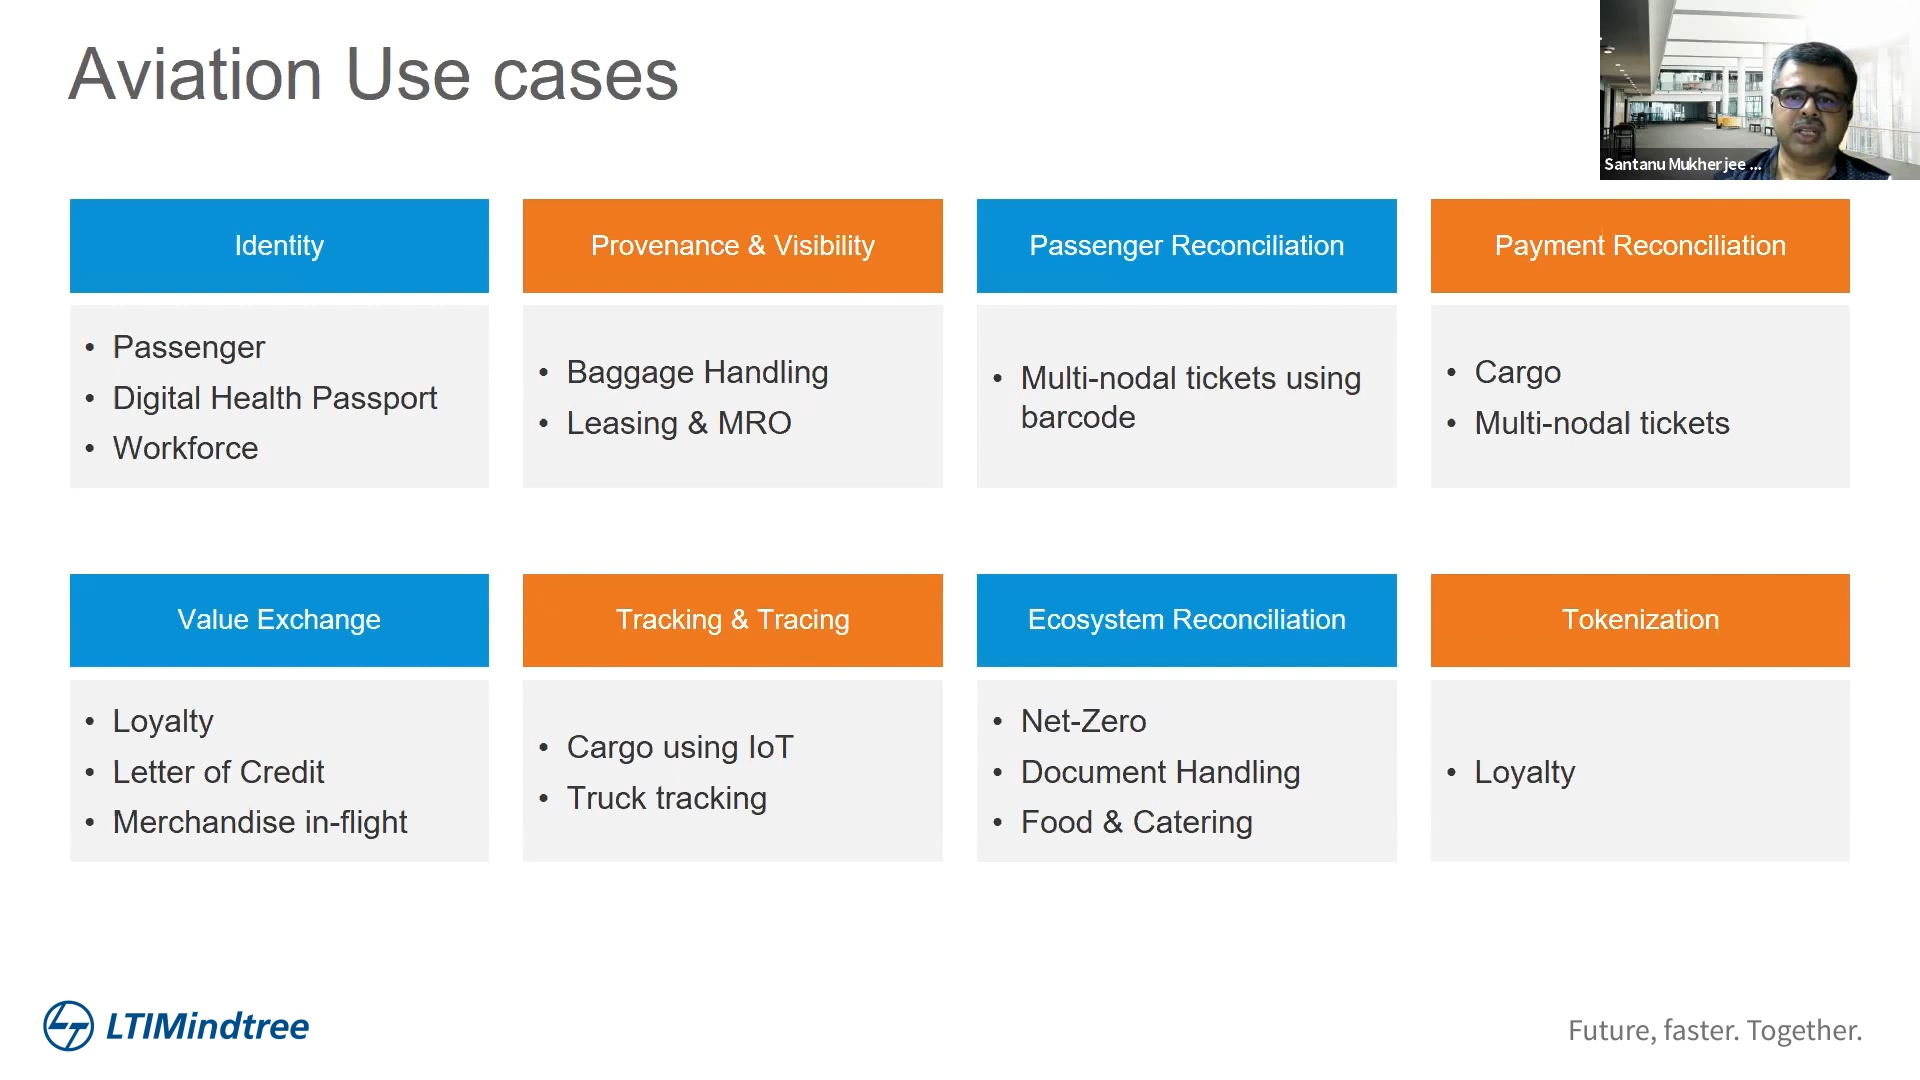 Aviation Use cases
Santanu Mukherjee ...
Identity
• Passenger
• Digital Health Passport
• Workforce
Provenance & Visibility
• Baggage Handling
• Leasing & MRO
Passenger Reconciliation
• Multi-nodal tickets using
barcode
Payment Reconciliation
• Cargo
• Multi-nodal tickets
Value Exchange
• Loyalty
• Letter of Credit
• Merchandise in-flight
Tracking & Tracing
• Cargo using IoT
• Truck tracking
Ecosystem Reconciliation
• Net-Zero
• Document Handling
• Food & Catering
Tokenization
• Loyalty
LTIMindtree
Future, faster. Together.